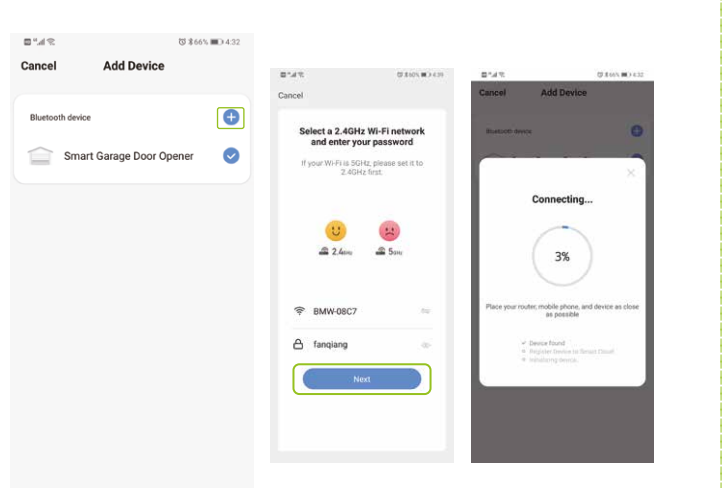 66% 4:32
Cancel Add Device
Bluetooth device
Smart Garage Door Opener
Cancel
Select a 2.4GHz Wi-Fi network
and enter your password
If your Wi-Fi is 5GHz, please set it to
2.4GHz first.
2.4GHz 5GHz
BMW-08C7
fanqiang
Next
4:32
Cancel Add Device
Bluetooth device
Connecting...
3%
Place your router, mobile phone, and device as close
as possible
Device found
Register Device to Smart Cloud
Initializing device...